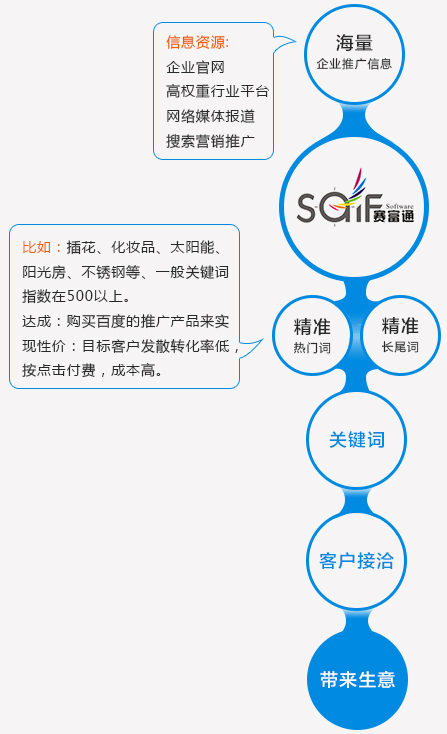 信息资源:
企业官网
高权重行业平台
网络媒体报道
搜索营销推广
海量
企业推广信息
SaiF
Software
赛富通
比如：插花、化妆品、太阳能、
阳光房、不锈钢等、一般关键词
指数在500以上。
达成：购买百度的推广产品来实
现性价：目标客户发散转化率低，
按点击付费，成本高。
精准
热门词
精准
长尾词
关键词
客户接洽
带来生意